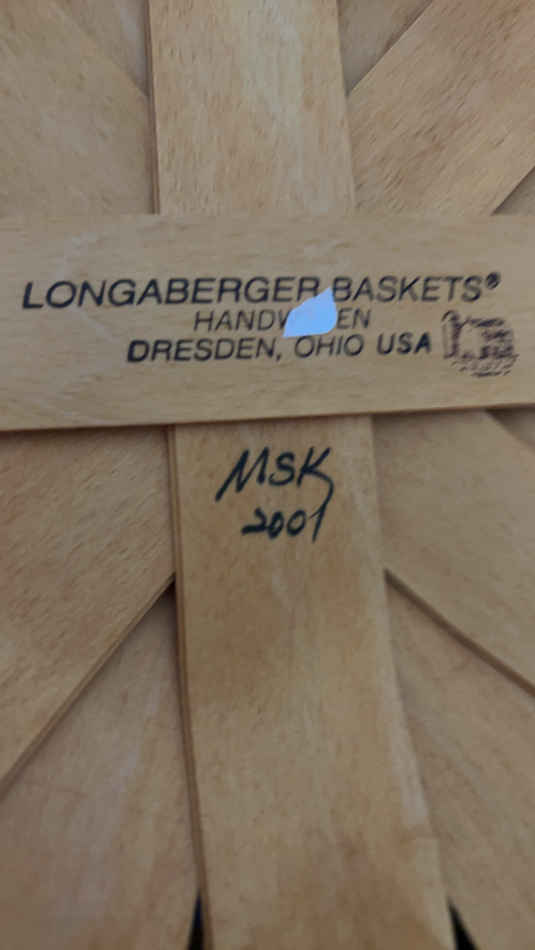 LONGABERGER BASKETS®
DRESDEN, OHIO USA
MSK
2001